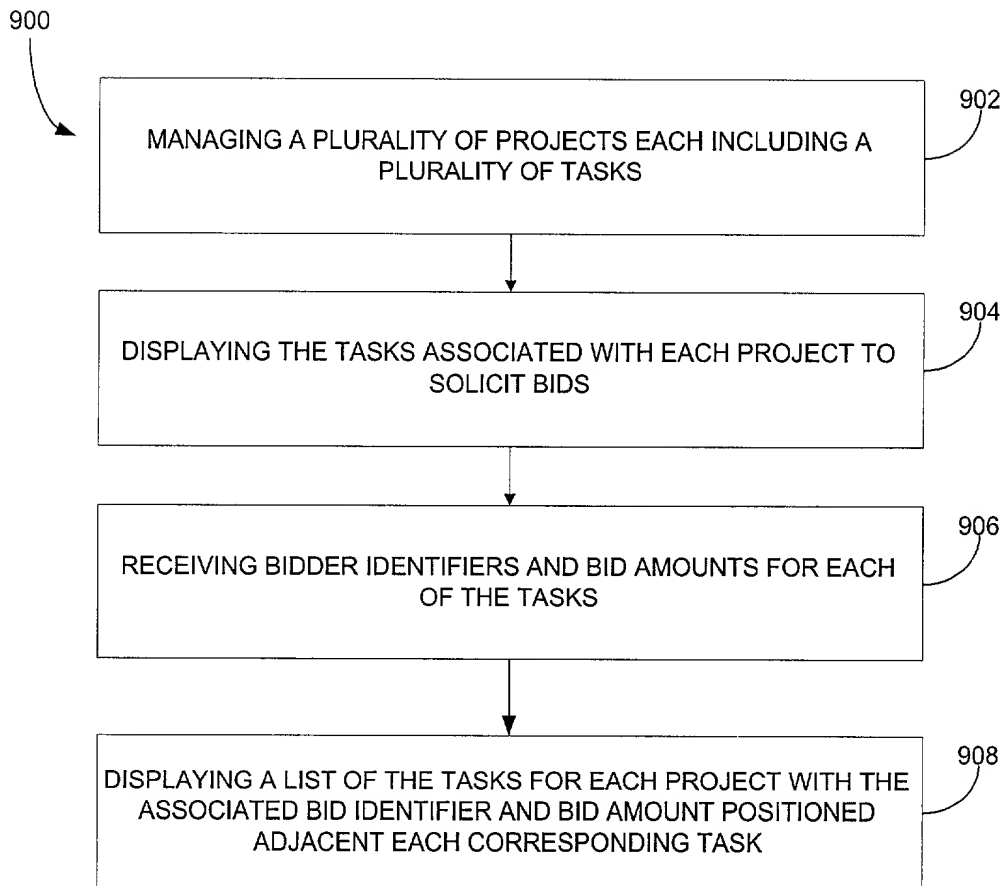 900
902
MANAGING A PLURALITY OF PROJECTS EACH INCLUDING A
PLURALITY OF TASKS
904
DISPLAYING THE TASKS ASSOCIATED WITH EACH PROJECT TO
SOLICIT BIDS
906
RECEIVING BIDDER IDENTIFIERS AND BID AMOUNTS FOR EACH
OF THE TASKS
908
DISPLAYING A LIST OF THE TASKS FOR EACH PROJECT WITH THE
ASSOCIATED BID IDENTIFIER AND BID AMOUNT POSITIONED
ADJACENT EACH CORRESPONDING TASK